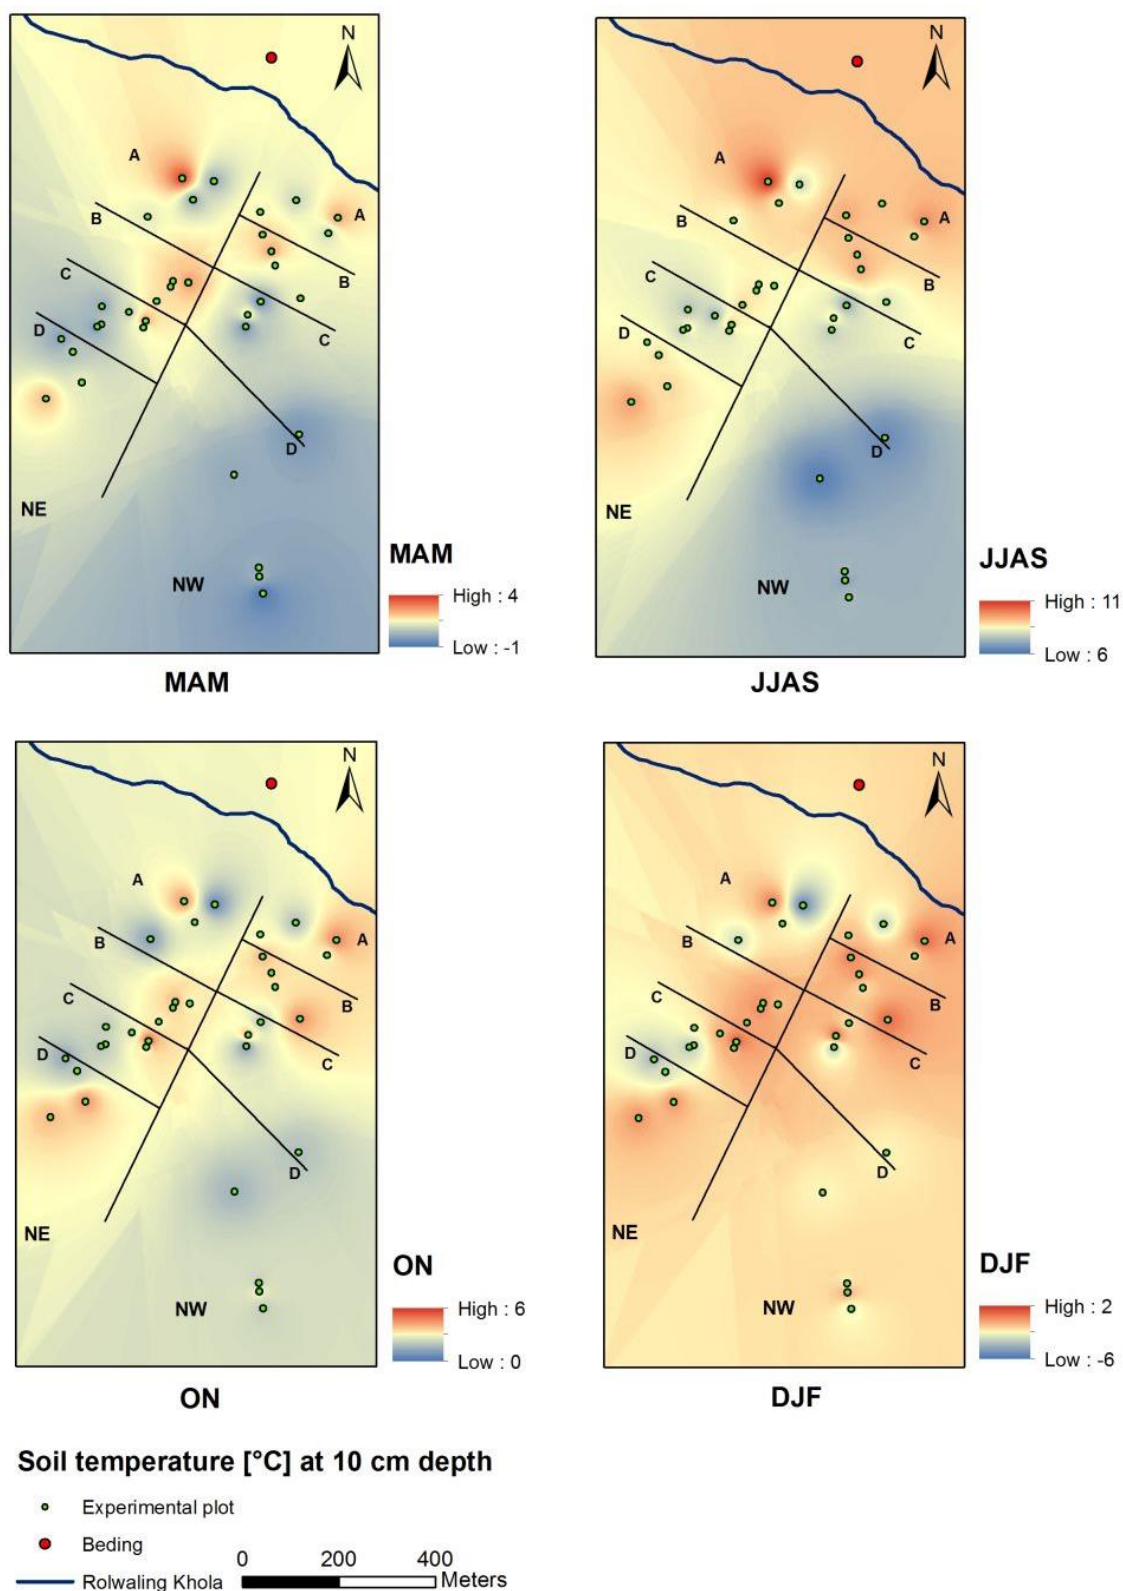 N
A
B
A
C
B
D
C
D
NE
NW
MAM
High : 4
Low : -1
MAM
N
A
B
A
C
B
D
C
D
NE
NW
JJAS
High : 11
Low : 6
JJAS
N
A
B
A
C
B
D
C
D
NE
NW
ON
High : 6
Low : 0
ON
N
A
B
A
C
B
D
C
D
NE
NW
DJF
High : 2
Low : -6
DJF
Soil temperature [°C] at 10 cm depth
Experimental plot
Beding
Rolwaling Khola
0 200 400
Meters